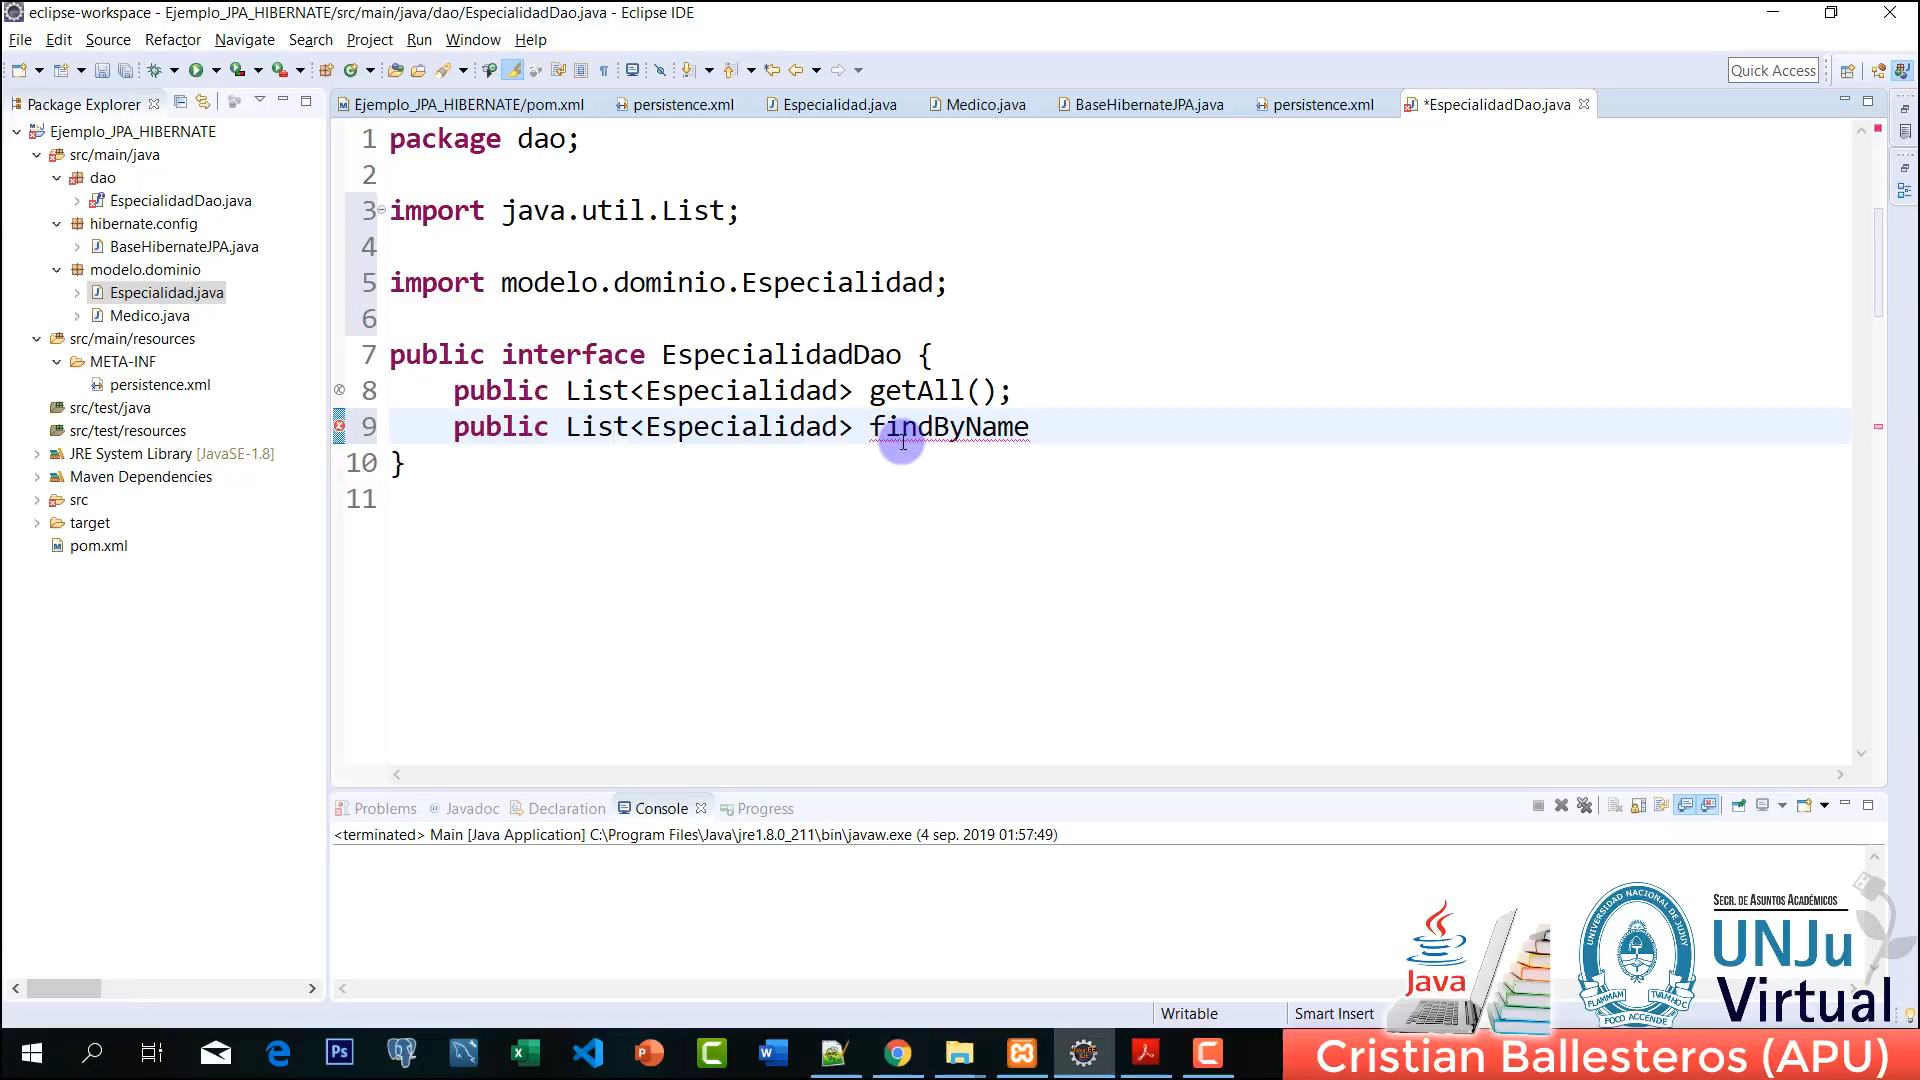 eclipse-workspace - Ejemplo_JPA_HIBERNATE/src/main/java/dao/EspecialidadDao.java - Eclipse IDE
File Edit Source Refactor Navigate Search Project Run Window Help
Quick Access
Package Explorer
Ejemplo_JPA_HIBERNATE
src/main/java
dao
EspecialidadDao.java
hibernate.config
BaseHibernateJPA.java
modelo.dominio
Especialidad.java
Medico.java
src/main/resources
META-INF
persistence.xml
src/test/java
src/test/resources
JRE System Library [JavaSE-1.8]
Maven Dependencies
src
target
pom.xml
Ejemplo_JPA_HIBERNATE/pom.xml persistence.xml Especialidad.java Medico.java BaseHibernateJPA.java persistence.xml *EspecialidadDao.java
1 package dao;
2
3 import java.util.List;
4
5 import modelo.dominio.Especialidad;
6
7 public interface EspecialidadDao {
8 public List<Especialidad> getAll();
9 public List<Especialidad> findByName
10 }
11
Problems @ Javadoc Declaration Console Progress
<terminated> Main [Java Application] C:\Program Files\Java\jre1.8.0_211\bin\javaw.exe (4 sep. 2019 01:57:49)
Writable Smart Insert
Java
UNIVERSIDAD NACIONAL DE JUJUY
FOCO ACCENDE
Secr. de Asuntos Académicos
UNJu
Virtual
Cristian Ballesteros (APU)